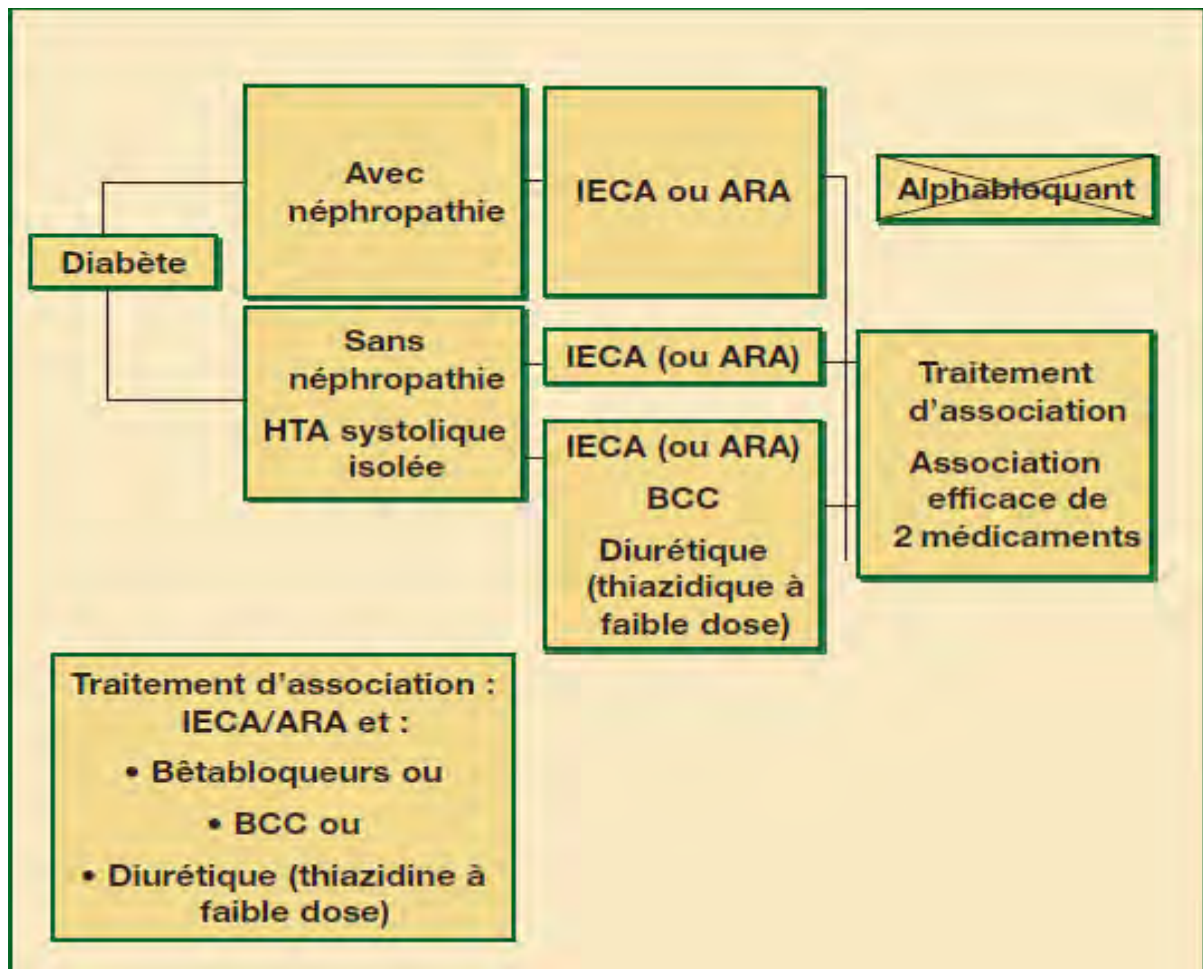 Diabète
Avec
néphropathie
IECA ou ARA
Alphabloquant
Sans
néphropathie
HTA systolique
isolée
IECA (ou ARA)
IECA (ou ARA)
BCC
Diurétique
(thiazidique à
faible dose)
Traitement
d'association
Association
efficace de
2 médicaments
Traitement d'association :
IECA/ARA et :
• Bêtabloqueurs ou
• BCC ou
• Diurétique (thiazidine à
faible dose)